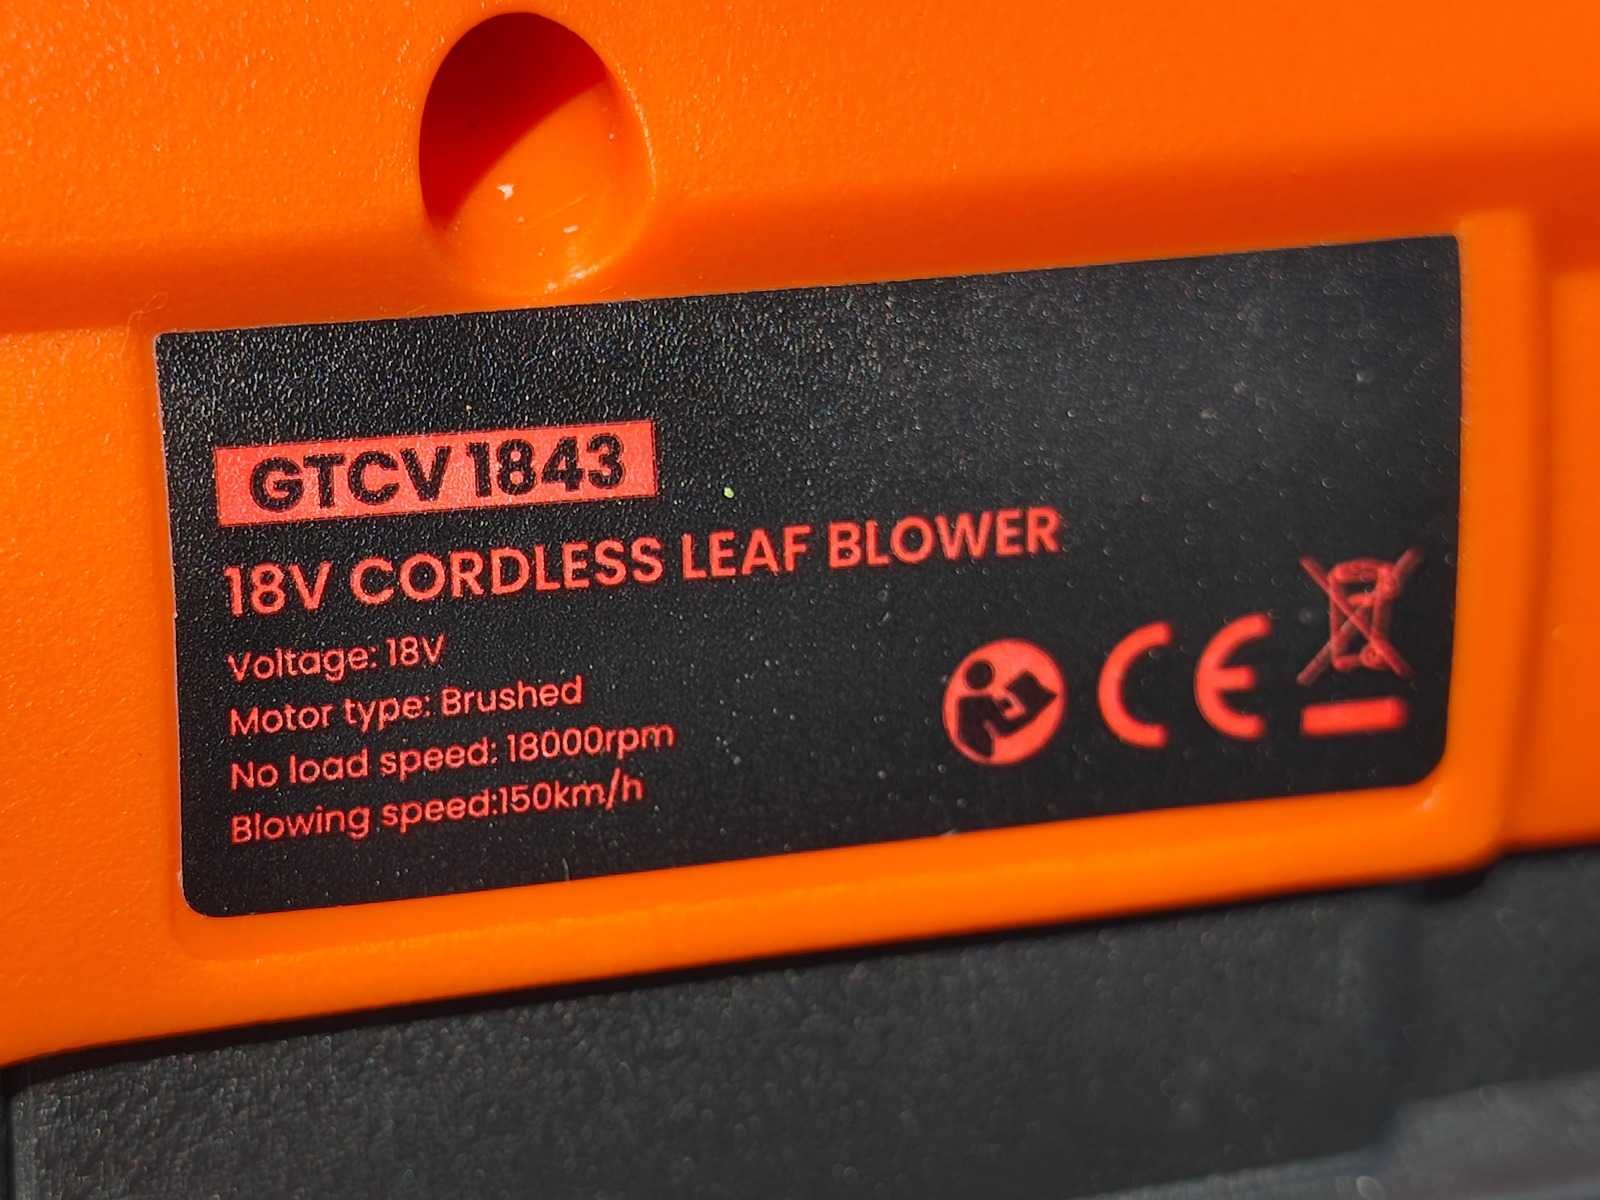 GTCV 1843
18V CORDLESS LEAF BLOWER
Voltage: 18V
Motor type: Brushed
No load speed: 18000rpm
Blowing speed:150km/h
CE